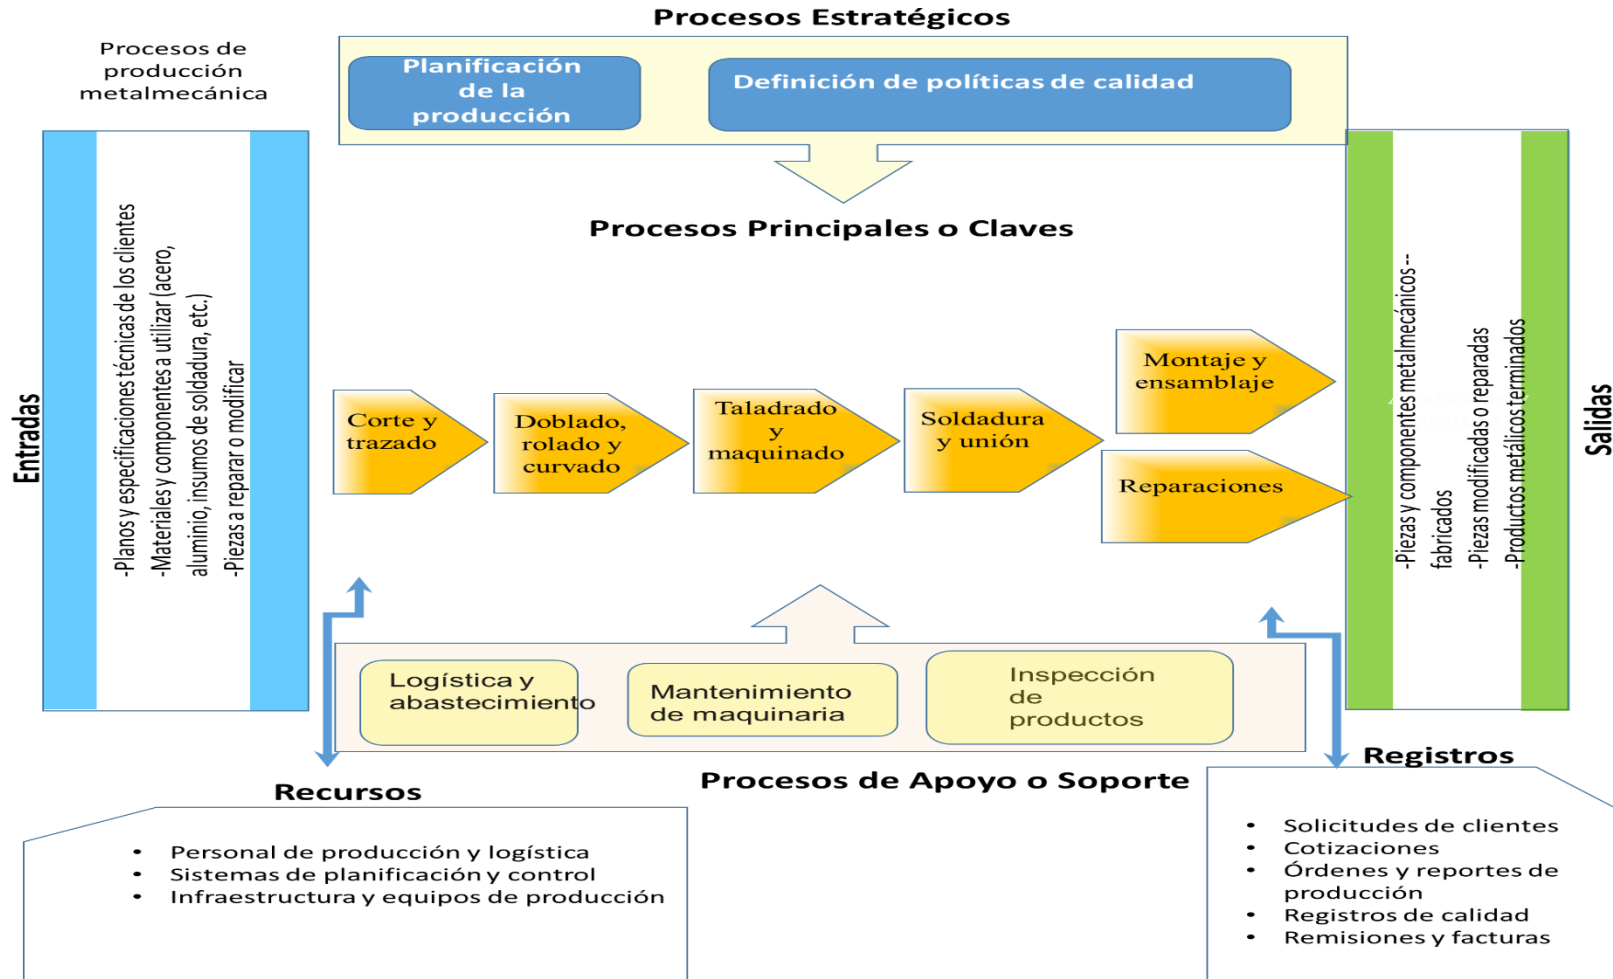 Procesos Estratégicos
Procesos de
producción
metalmecánica
Planificación
de la
producción
Definición de políticas de calidad
Procesos Principales o Claves
Entradas
-Planos y especificaciones técnicas de los clientes
-Materiales y componentes a utilizar (acero,
aluminio, insumos de soldadura, etc.)
-Piezas a reparar o modificar
Corte y
trazado
Doblado,
rolado y
curvado
Taladrado
y
maquinado
Soldadura
y unión
Montaje y
ensamblaje
Reparaciones
-Piezas y componentes metalmecánicos --
fabricados
-Piezas modificadas o reparadas
-Productos metálicos terminados
Salidas
Logística y
abastecimiento
Mantenimiento
de maquinaria
Inspección
de
productos
Procesos de Apoyo o Soporte
Recursos
• Personal de producción y logística
• Sistemas de planificación y control
• Infraestructura y equipos de producción
Registros
• Solicitudes de clientes
• Cotizaciones
• Órdenes y reportes de
producción
• Registros de calidad
• Remisiones y facturas